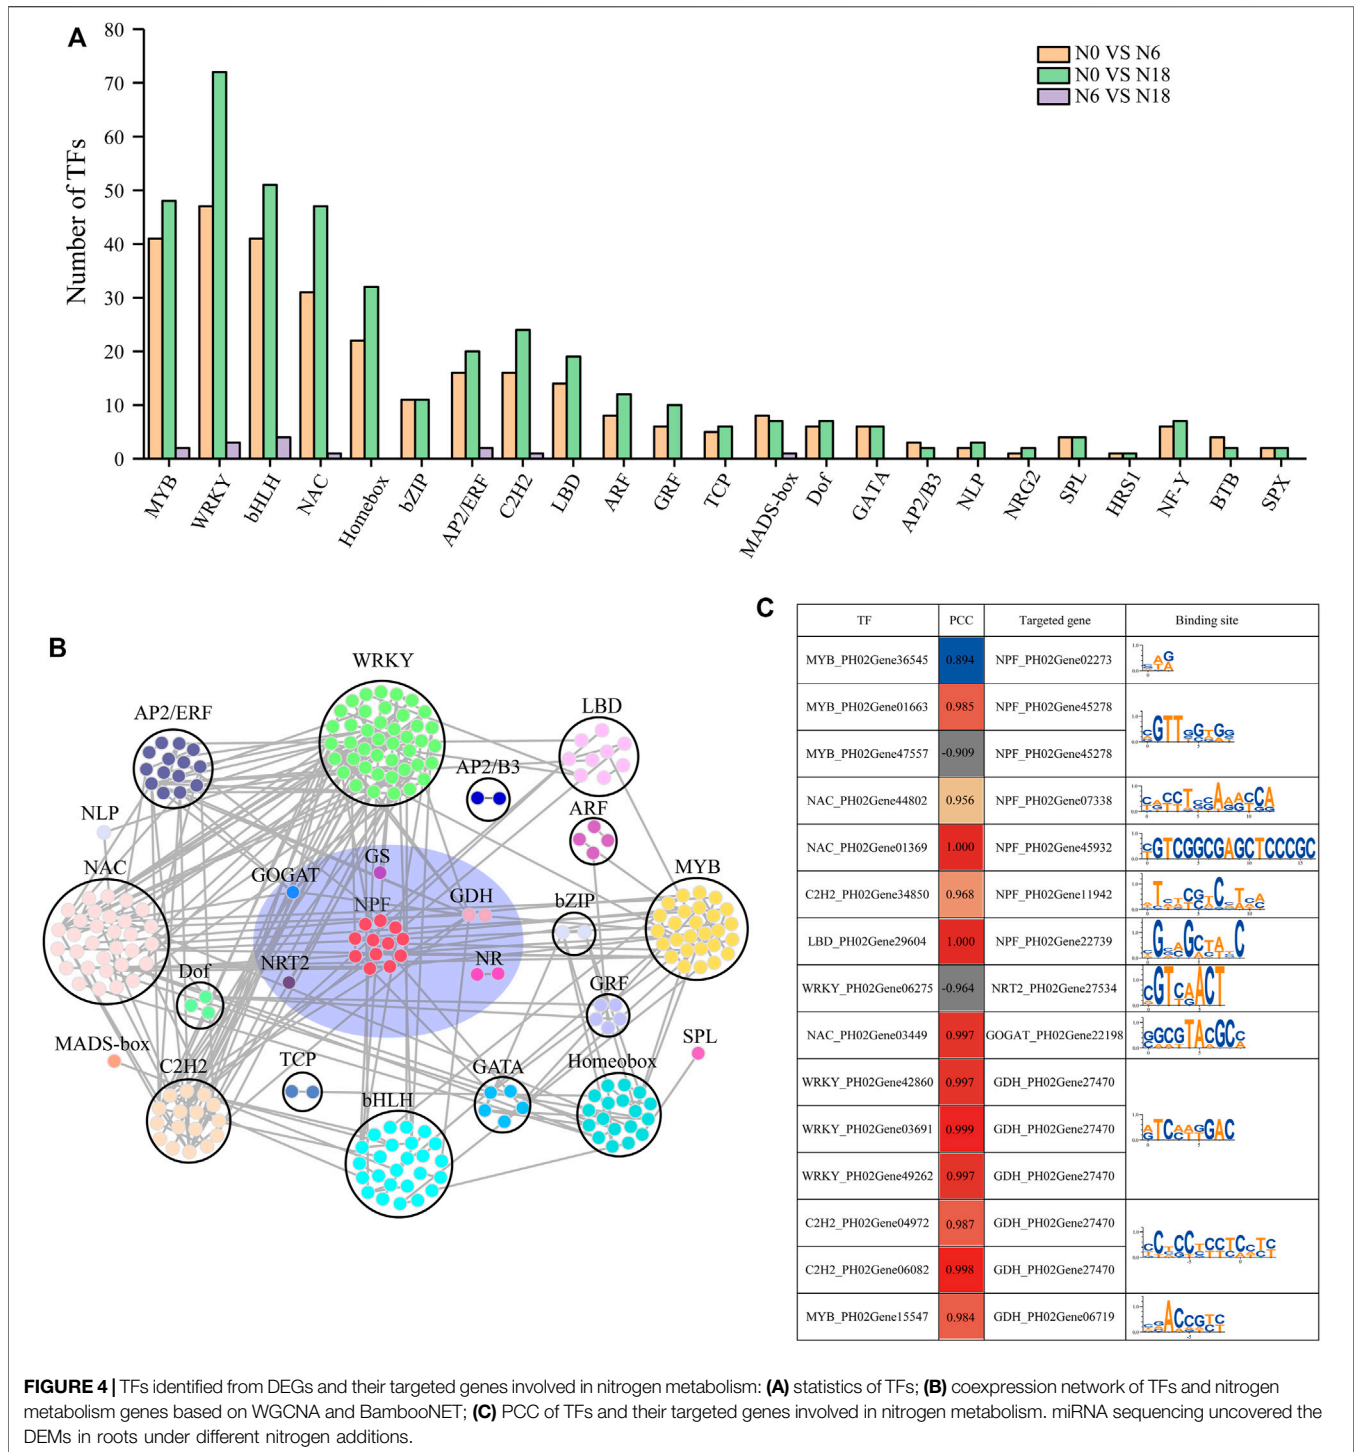 A
80
70
60
50
40
30
20
10
0
Number of TFs
N0 VS N6
N0 VS N18
N6 VS N18
MYB
WRKY
bHLH
NAC
Homebox
bZIP
AP2/ERF
C2H2
LBD
ARF
GRF
TCP
MADS-box
Dof
GATA
AP2/B3
NLP
NRG2
SPL
HRS1
NF-Y
BTB
SPX
B
WRKY
AP2/ERF
LBD
AP2/B3
NLP
ARF
NAC
GS
GOGAT
MYB
NPF
GDH
bZIP
Dof
NRT2
NR
GRF
MADS-box
SPL
C2H2
TCP
GATA
Homeobox
bHLH
C
TF PCC Targeted gene Binding site
MYB_PH02Gene36545 0.894 NPF_PH02Gene02273
MYB_PH02Gene01663 0.985 NPF_PH02Gene45278
MYB_PH02Gene47557 -0.909 NPF_PH02Gene45278
NAC_PH02Gene44802 0.956 NPF_PH02Gene07338
NAC_PH02Gene01369 1.000 NPF_PH02Gene45932
GTCGGCGAGCTCCCGC
C2H2_PH02Gene34850 0.968 NPF_PH02Gene11942
LBD_PH02Gene29604 1.000 NPF_PH02Gene22739
WRKY_PH02Gene06275 -0.964 NRT2_PH02Gene27534
NAC_PH02Gene03449 0.997 GOGAT_PH02Gene22198
WRKY_PH02Gene42860 0.997 GDH_PH02Gene27470
WRKY_PH02Gene03691 0.999 GDH_PH02Gene27470
WRKY_PH02Gene49262 0.997 GDH_PH02Gene27470
C2H2_PH02Gene04972 0.987 GDH_PH02Gene27470
C2H2_PH02Gene06082 0.998 GDH_PH02Gene27470
MYB_PH02Gene15547 0.984 GDH_PH02Gene06719
FIGURE 4 | TFs identified from DEGs and their targeted genes involved in nitrogen metabolism: (A) statistics of TFs; (B) coexpression network of TFs and nitrogen
metabolism genes based on WGCNA and BambooNET; (C) PCC of TFs and their targeted genes involved in nitrogen metabolism. miRNA sequencing uncovered the
DEMs in roots under different nitrogen additions.